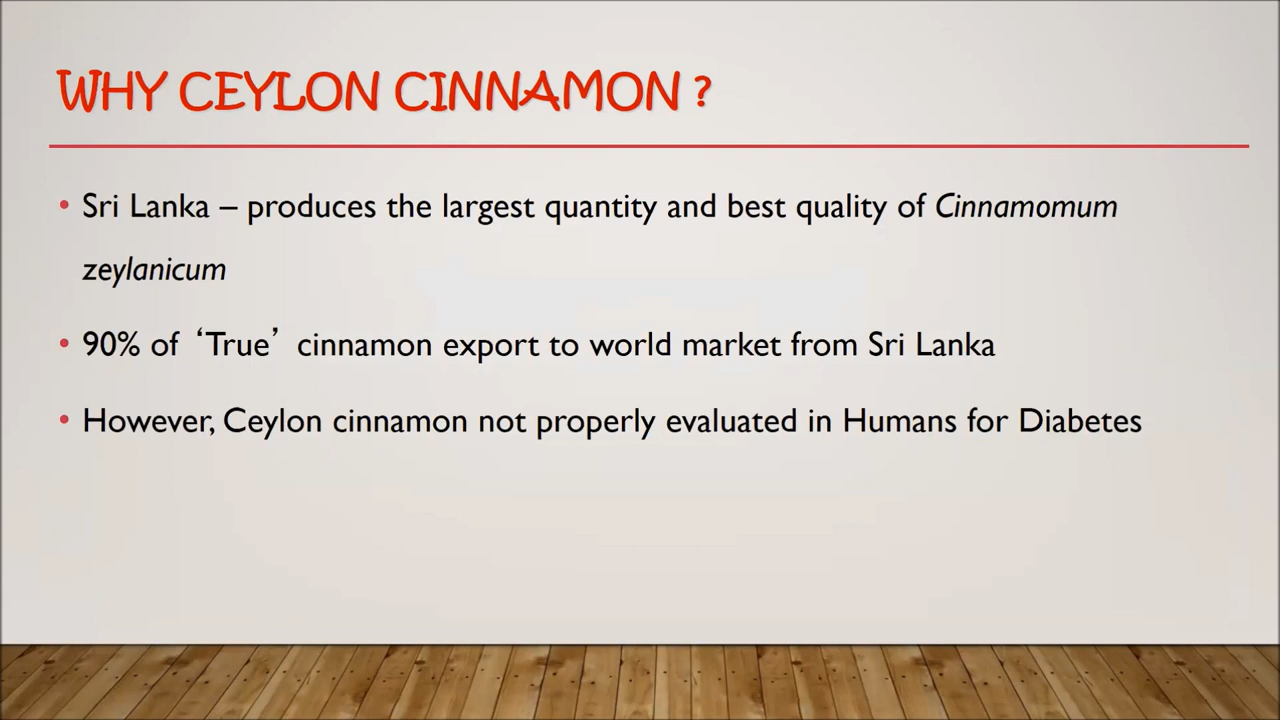 WHY CEYLON CINNAMON ?
• Sri Lanka – produces the largest quantity and best quality of Cinnamomum
zeylanicum
• 90% of ‘True’ cinnamon export to world market from Sri Lanka
• However, Ceylon cinnamon not properly evaluated in Humans for Diabetes